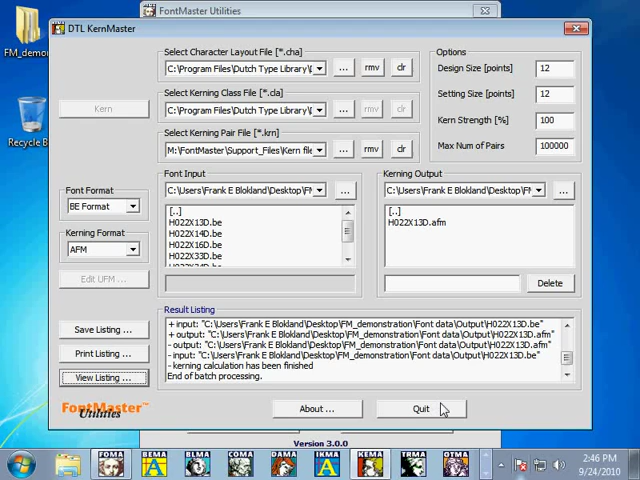 FontMaster Utilities
DTL KernMaster
FM_demon
Recycle B
Select Character Layout File [*.cha]
C:\Program Files\Dutch Type Library\
... rmv clr
Select Kerning Class File [*.cla]
C:\Program Files\Dutch Type Library\
... rmv clr
Select Kerning Pair File [*.krn]
M:\FontMaster\Support_Files\Kern file
... rmv clr
Options
Design Size [points] 12
Setting Size [points] 12
Kern Strength [%] 100
Max Num of Pairs 100000
Kern
Font Format
BE Format
Kerning Format
AFM
Edit UFM ...
Font Input
C:\Users\Frank E Blokland\Desktop\FM
...
[..]
H022X13D.be
H022X14D.be
H022X16D.be
H022X33D.be
H022X34D.be
Kerning Output
C:\Users\Frank E Blokland\Desktop\FM
...
[..]
H022X13D.afm
Delete
Save Listing ...
Print Listing ...
View Listing ...
Result Listing
+ input: "C:\Users\Frank E Blokland\Desktop\FM_demonstration\Font data\Output\H022X13D.be"
+ output: "C:\Users\Frank E Blokland\Desktop\FM_demonstration\Font data\Output\H022X13D.afm"
- output: "C:\Users\Frank E Blokland\Desktop\FM_demonstration\Font data\Output\H022X13D.afm"
- input: "C:\Users\Frank E Blokland\Desktop\FM_demonstration\Font data\Output\H022X13D.be"
- kerning calculation has been finished
End of batch processing.
FontMaster™
Utilities
About ...
Quit
Version 3.0.0
FOMA BEMA BLMA COMA DAMA IKMA KEMA TRMA OTMA
2:46 PM
9/24/2010